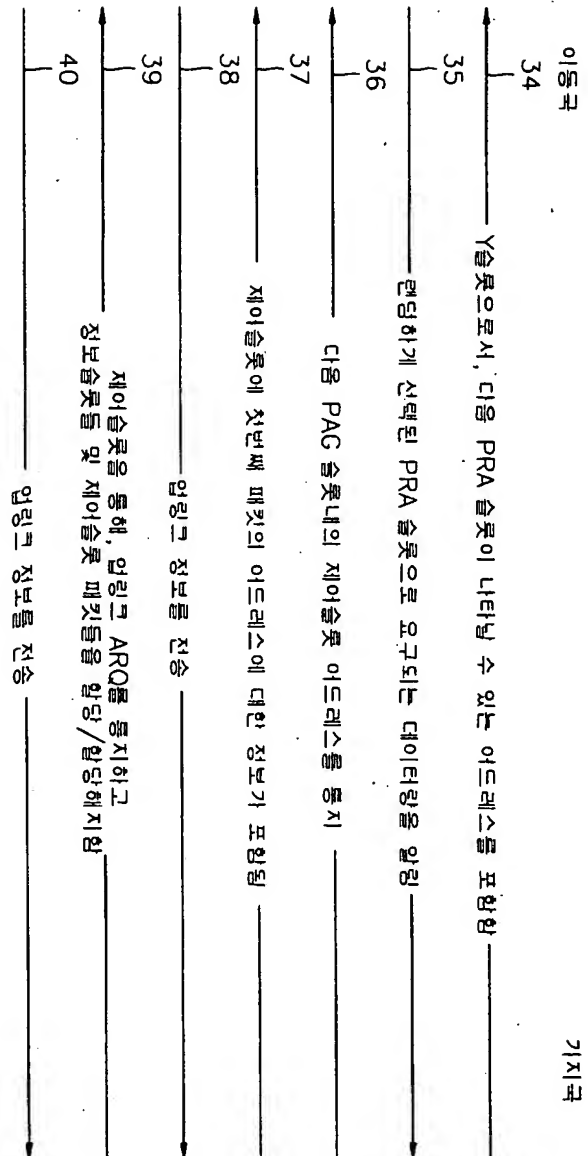 이동국
기지국
34
Y슬롯으로서, 다음 PRA 슬롯이 나타날 수 있는 어드레스를 포함함
35
랜덤하게 선택된 PRA 슬롯으로 요구되는 데이터량을 알림
36
다음 PAG 슬롯내의 제어슬롯 어드레스를 통지
37
제어슬롯에 첫번째 패킷의 어드레스에 대한 정보가 포함됨
38
업링크 정보를 전송
39
제어슬롯을 통해, 업링크 ARQ를 통지하고
정보슬롯들 및 제어슬롯 패킷들을 할당/할당해지함
40
업링크 정보를 전송